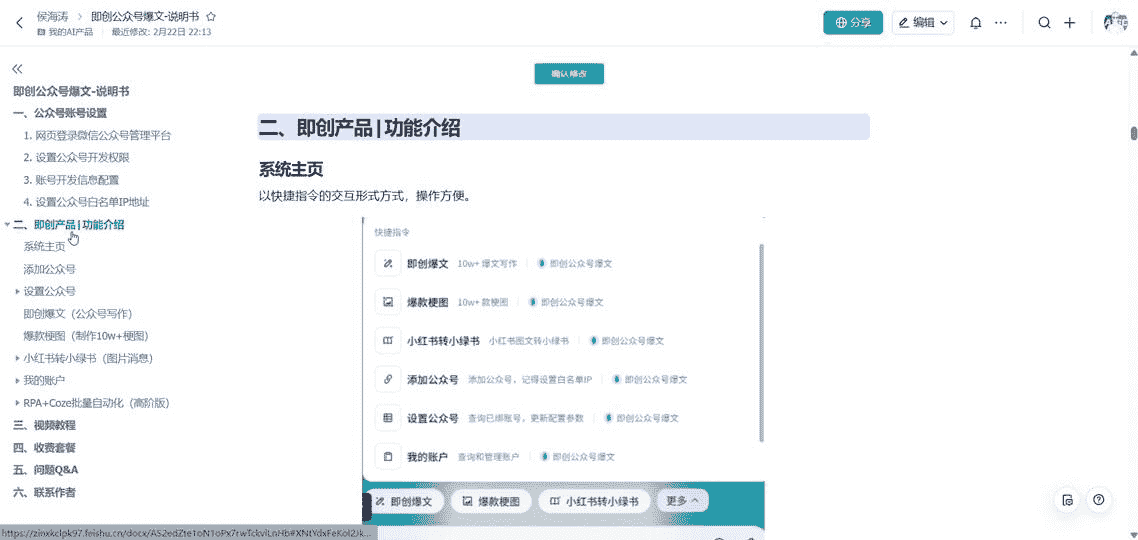 侯海涛 > 即创公众号爆文-说明书
我的AI产品 | 最近修改: 2月22日 22:13
分享
编辑
即创公众号爆文-说明书
一、公众号账号设置
1. 网页登录微信公众号管理平台
2. 设置公众号开发权限
3. 账号开发信息配置
4. 设置公众号白名单IP地址
二、即创产品|功能介绍
系统主页
添加公众号
设置公众号
即创爆文（公众号写作）
爆款梗图（制作10w+梗图）
小红书转小绿书（图片消息）
我的账户
RPA+Coze批量自动化（高阶版）
三、视频教程
四、收费套餐
五、问题Q&A
六、联系作者
确认修改
二、即创产品|功能介绍
系统主页
以快捷指令的交互形式方式，操作方便。
快捷指令
即创爆文 10w+ 爆文写作 | 即创公众号爆文
爆款梗图 10w+ 款梗图 | 即创公众号爆文
小红书转小绿书 小红书图文转小绿书 | 即创公众号爆文
添加公众号 添加公众号，记得设置白名单IP | 即创公众号爆文
设置公众号 查询已绑账号，更新配置参数 | 即创公众号爆文
我的账户 查询和管理账户 | 即创公众号爆文
即创爆文 爆款梗图 小红书转小绿书 更多